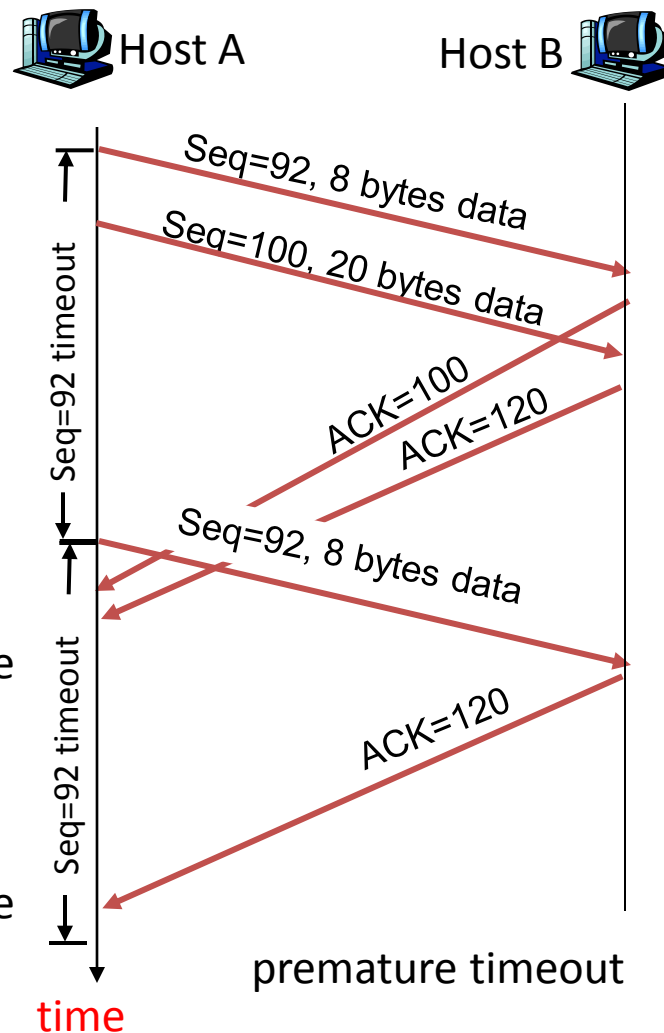 Host A
Host B
Seq=92, 8 bytes data
Seq=100, 20 bytes data
Seq=92 timeout
ACK=100
ACK=120
Seq=92, 8 bytes data
Seq=92 timeout
ACK=120
premature timeout
time